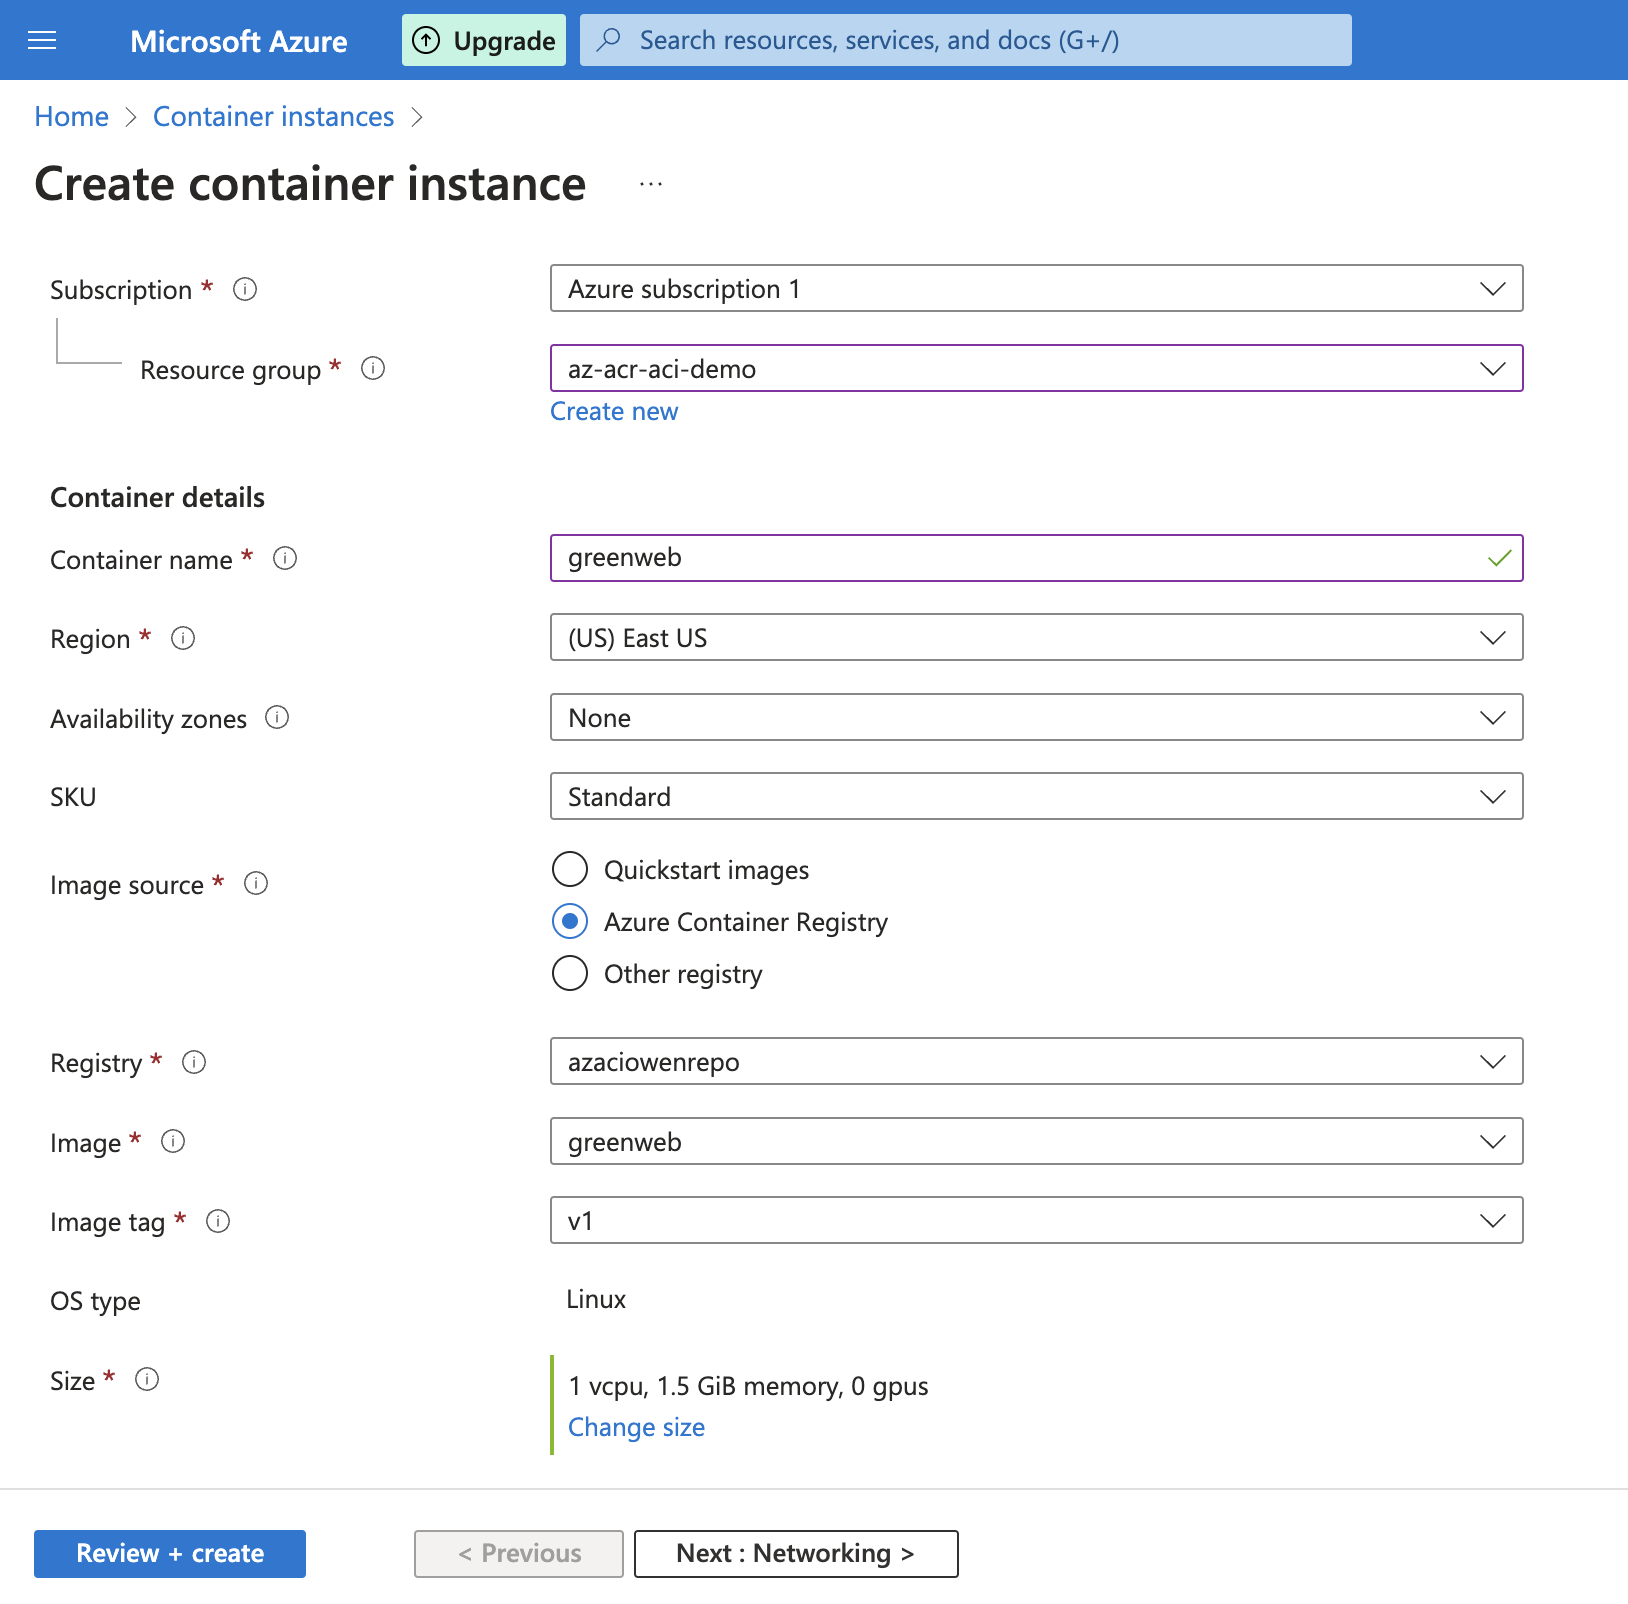 Microsoft Azure
Upgrade
Search resources, services, and docs (G+/)
Home > Container instances >
Create container instance ...
Subscription * Azure subscription 1
Resource group * az-acr-aci-demo
Create new
Container details
Container name * greenweb
Region * (US) East US
Availability zones None
SKU Standard
Image source * Quickstart images
Azure Container Registry
Other registry
Registry * azaciowenrepo
Image * greenweb
Image tag * v1
OS type Linux
Size * 1 vcpu, 1.5 GiB memory, 0 gpus
Change size
Review + create
< Previous
Next : Networking >